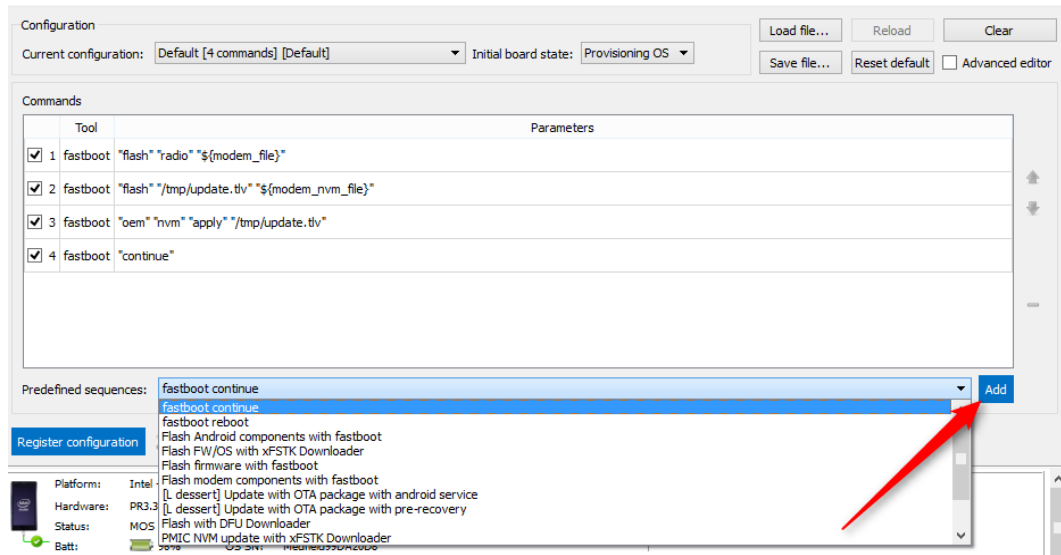 Configuration
Current configuration: Default [4 commands] [Default] Initial board state: Provisioning OS
Load file... Reload Clear
Save file... Reset default Advanced editor
Commands
Tool Parameters
1 fastboot "flash" "radio" "${modem_file}"
2 fastboot "flash" "/tmp/update.tlv" "${modem_nvm_file}"
3 fastboot "oem" "nvm" "apply" "/tmp/update.tlv"
4 fastboot "continue"
Predefined sequences: fastboot continue Add
fastboot continue
fastboot reboot
Flash Android components with fastboot
Flash FW/OS with xFSTK Downloader
Flash firmware with fastboot
Flash modem components with fastboot
[L dessert] Update with OTA package with android service
[L dessert] Update with OTA package with pre-recovery
Flash with DFU Downloader
PMIC NVM update with xFSTK Downloader
Register configuration
Platform: Intel
Hardware: PR3.3
Status: MOS
Batt: